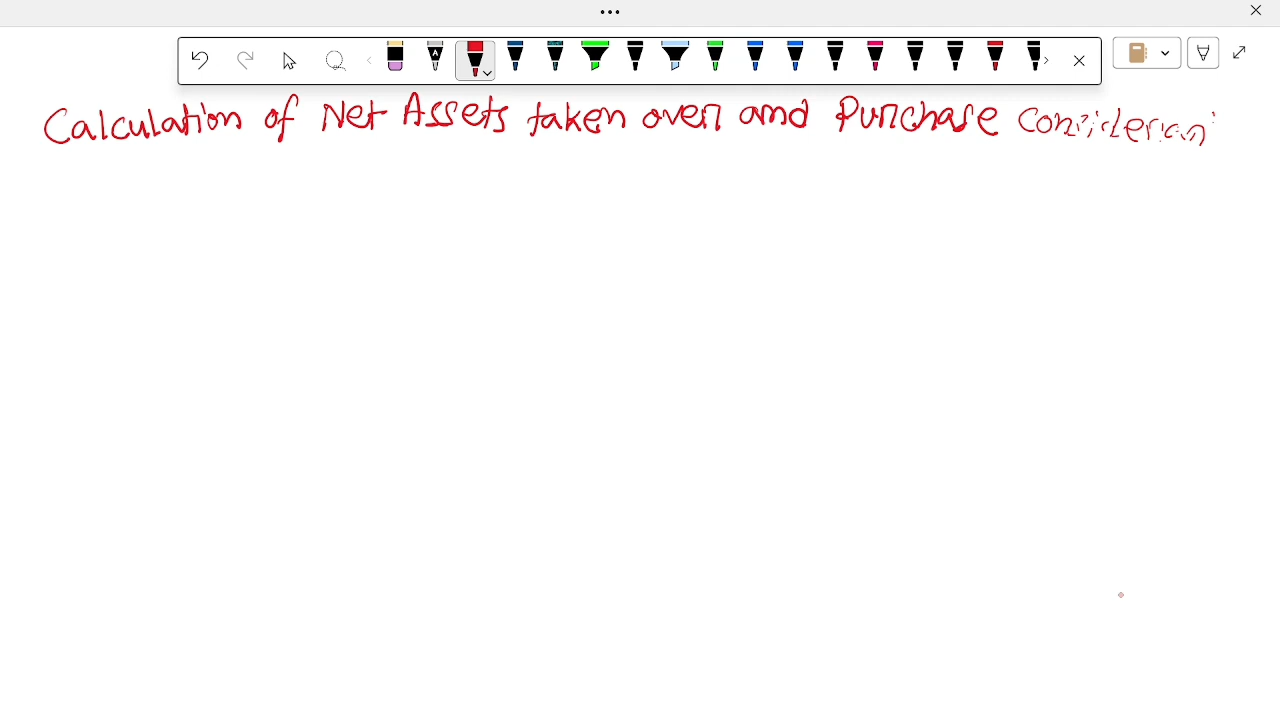 Calculation of Net Assets taken over and Purchase